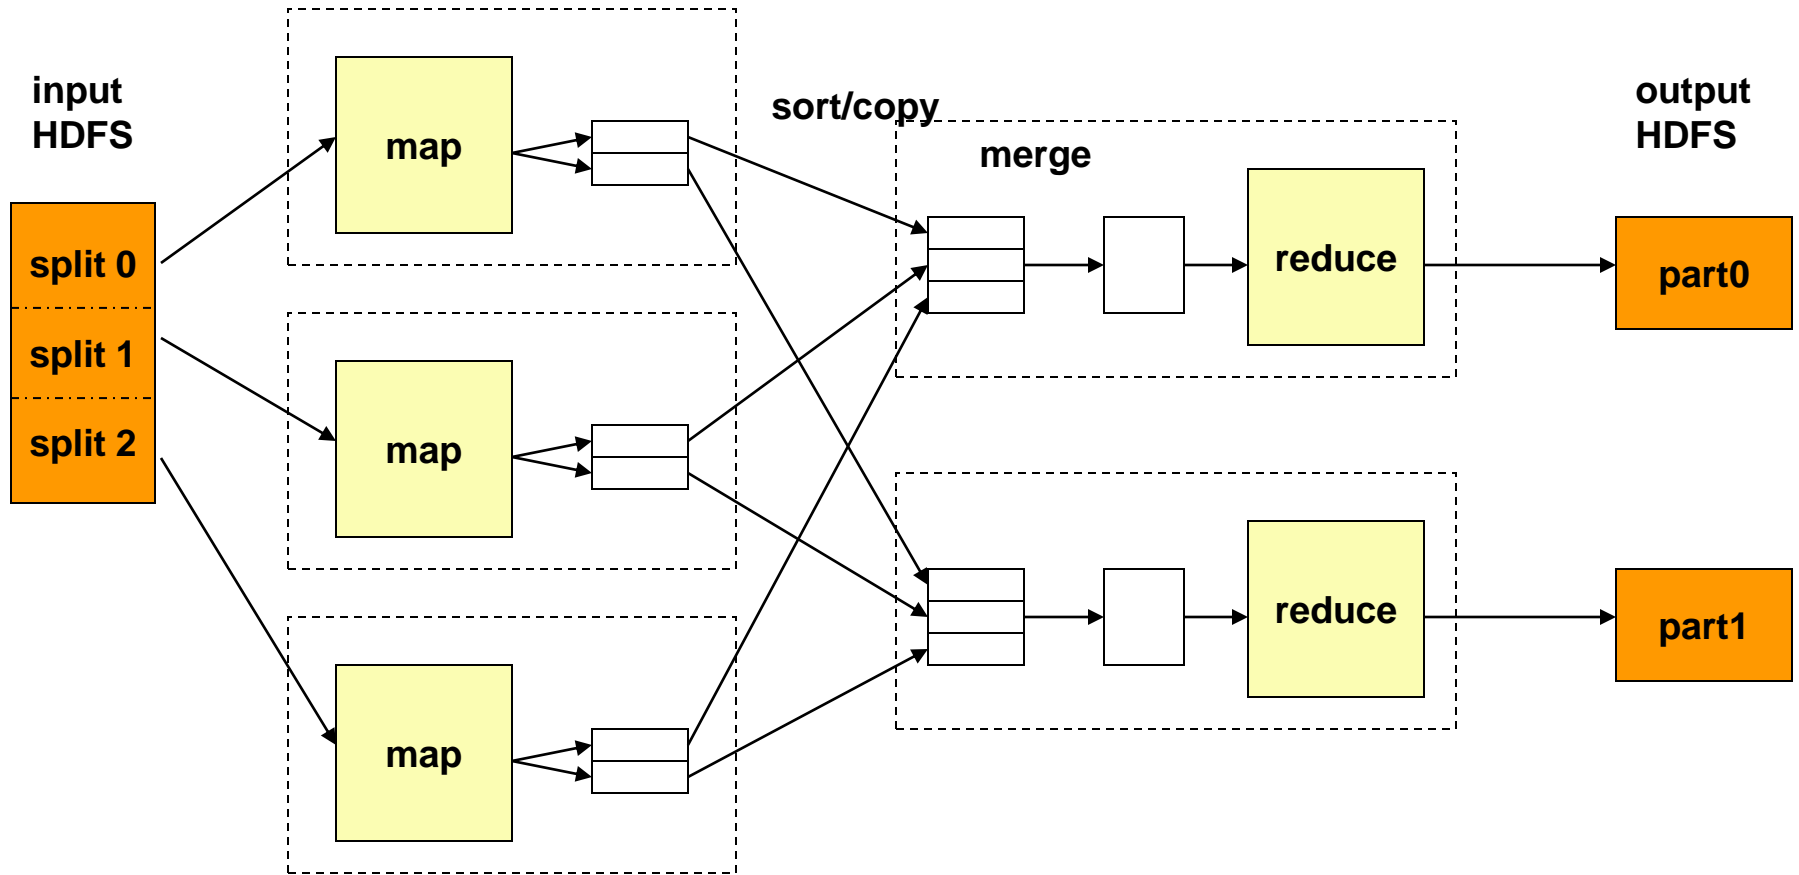 input
HDFS
split 0
split 1
split 2
map
map
map
sort/copy
merge
reduce
reduce
output
HDFS
part0
part1